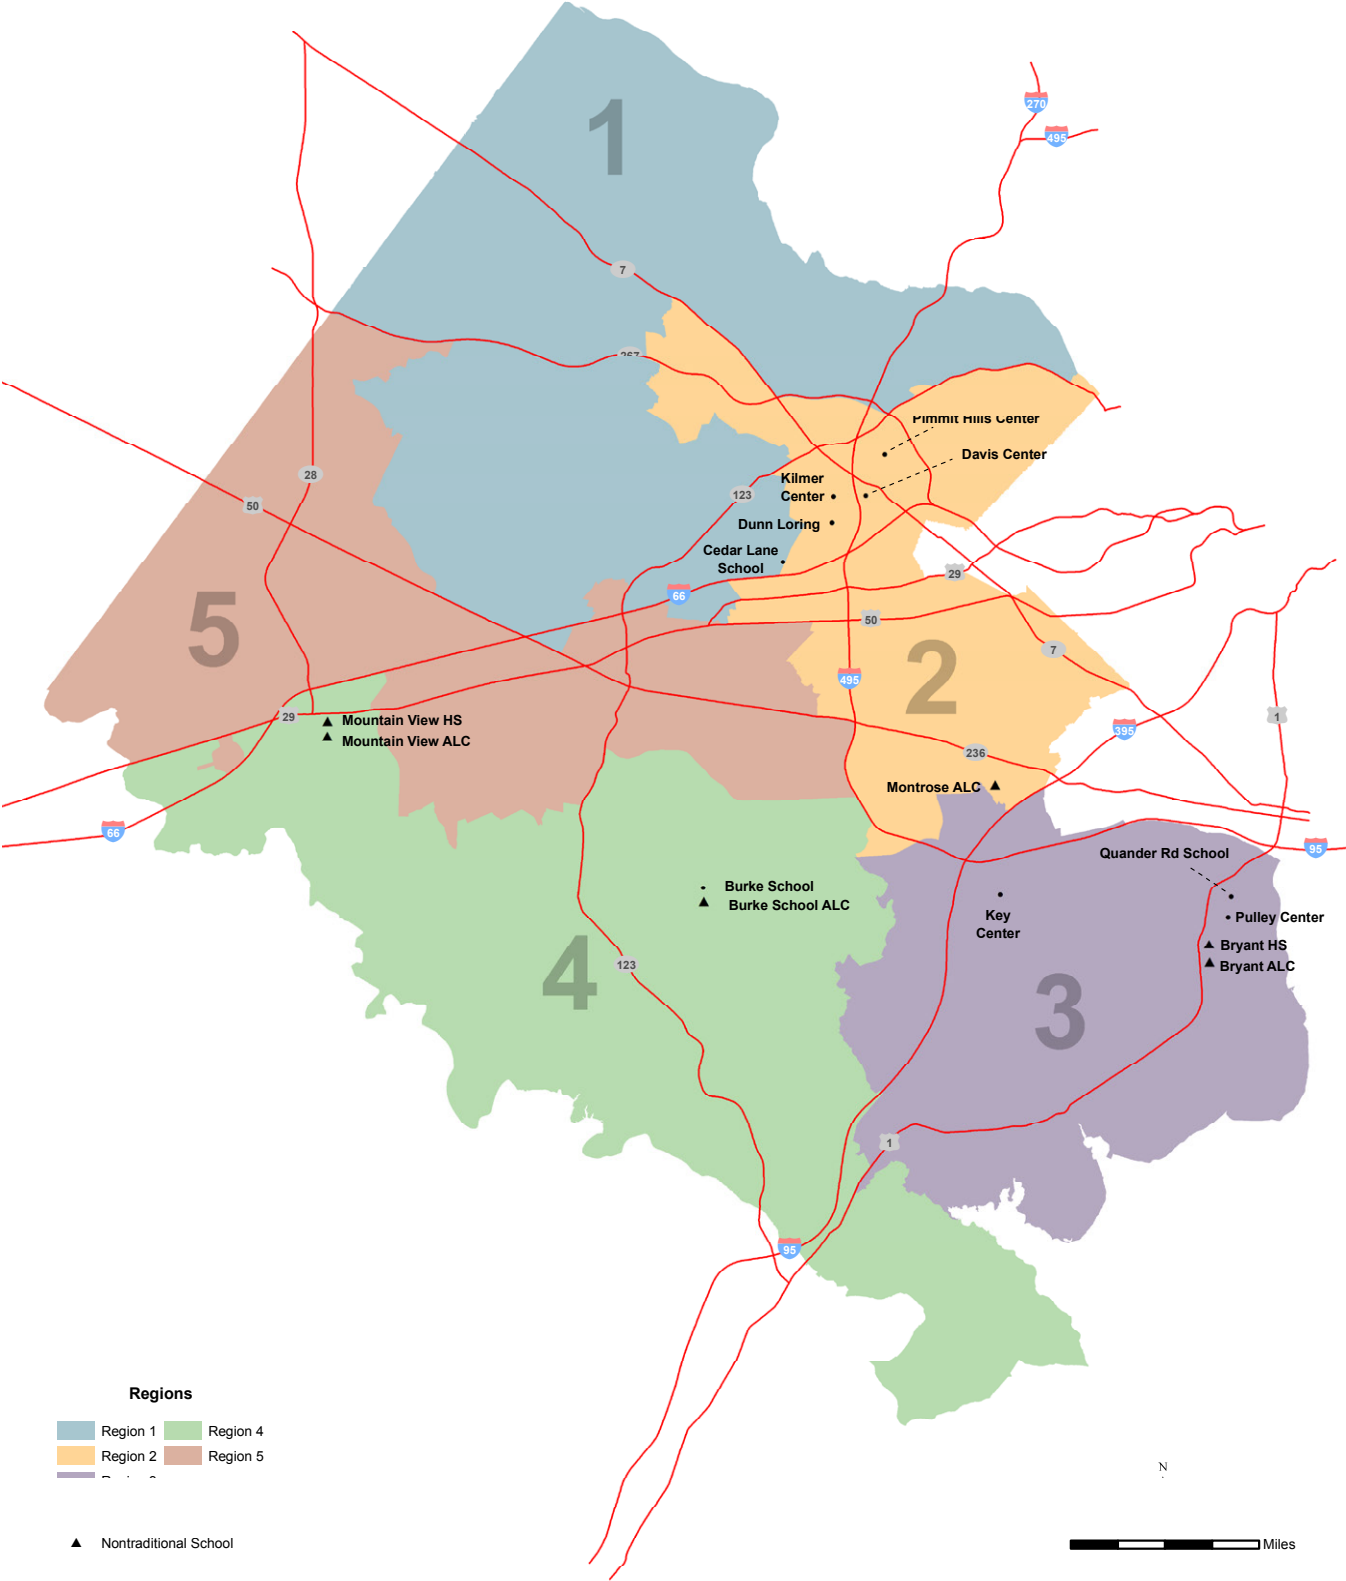 1
270
495
7
267
28
50
123
Pimmit Hills Center
Davis Center
Kilmer
Center
Dunn Loring
Cedar Lane
School
66
29
50
5
2
7
495
1
395
236
29
Mountain View HS
Mountain View ALC
Montrose ALC
66
95
Quander Rd School
Burke School
Burke School ALC
Key
Center
Pulley Center
Bryant HS
Bryant ALC
4
123
3
1
95
Regions
Region 1
Region 4
Region 2
Region 5
N
Nontraditional School
Miles